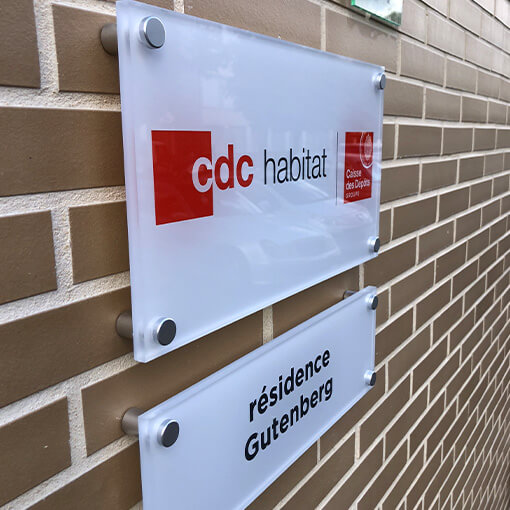 cdc habitat
Caisse
des Dépôts
GROUPE
résidence
Gutenberg